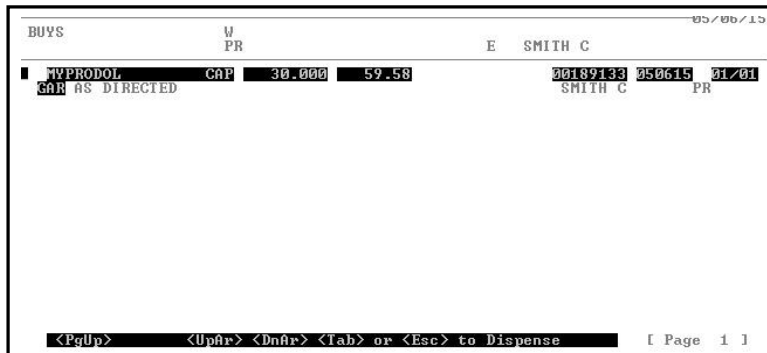 05/06/15
BUYS W
PR E SMITH C
MYPRODOL CAP 30.000 59.58 00189133 050615 01/01
GAR AS DIRECTED SMITH C PR
<PgUp> <UpAr> <DnAr> <Tab> or <Esc> to Dispense [ Page 1 ]